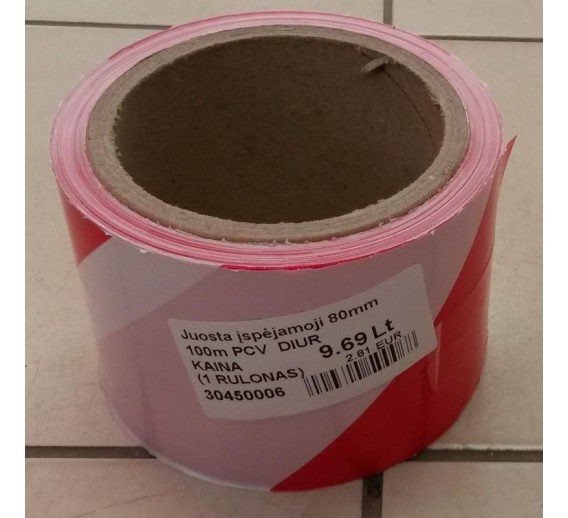 Juosta įspėjamoji 80mm
100m PCV DIUR
KAINA
(1 RULONAS)
9.69 Lt
2.81 EUR
30450006